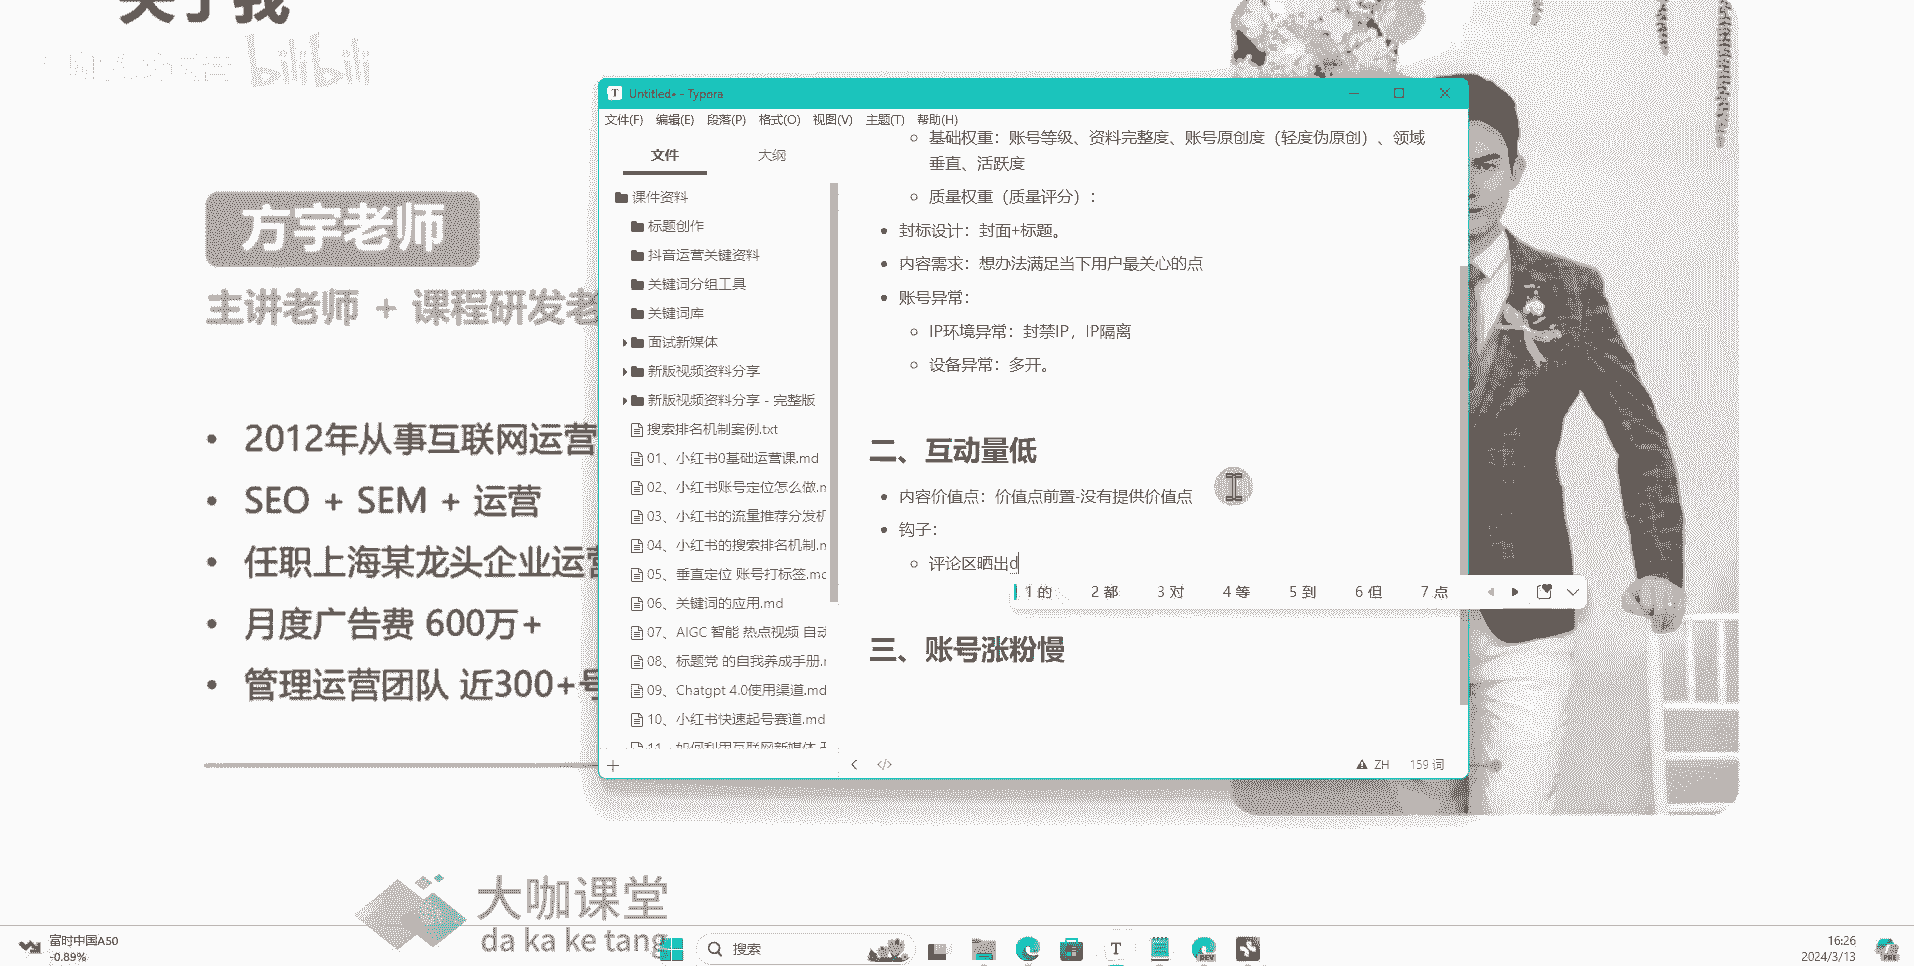 关于我
bilibili
方宇老师
主讲老师 + 课程研发老
2012年从事互联网运营
SEO + SEM + 运营
任职上海某龙头企业运营
月度广告费 600万+
管理运营团队 近300+号
Untitled• - Typora
文件(F) 编辑(E) 段落(P) 格式(O) 视图(V) 主题(T) 帮助(H)
文件 大纲
课件资料
标题创作
抖音运营关键资料
关键词分组工具
关键词库
面试新媒体
新版视频资料分享
新版视频资料分享 - 完整版
搜索排名机制案例.txt
01、小红书0基础运营课.md
02、小红书账号定位怎么做.m
03、小红书的流量推荐分发机
04、小红书的搜索排名机制.m
05、垂直定位 账号打标签.md
06、关键词的应用.md
07、AIGC 智能 热点视频 自动
08、标题党 的自我养成手册.m
09、Chatgpt 4.0使用渠道.md
10、小红书快速起号赛道.md
11、如何利用互联网新媒体
基础权重：账号等级、资料完整度、账号原创度（轻度伪原创）、领域
垂直、活跃度
质量权重（质量评分）：
封标设计：封面+标题。
内容需求：想办法满足当下用户最关心的点
账号异常：
IP环境异常：封禁IP，IP隔离
设备异常：多开。
二、互动量低
内容价值点：价值点前置-没有提供价值点
钩子：
评论区晒出d
1 的 2 都 3 对 4 等 5 到 6 但 7 点
三、账号涨粉慢
ZH 159 词
大咖课堂
da ka ke tang
富时中国A50
-0.89%
搜索
DEV
16:26
2024/3/13
PRE